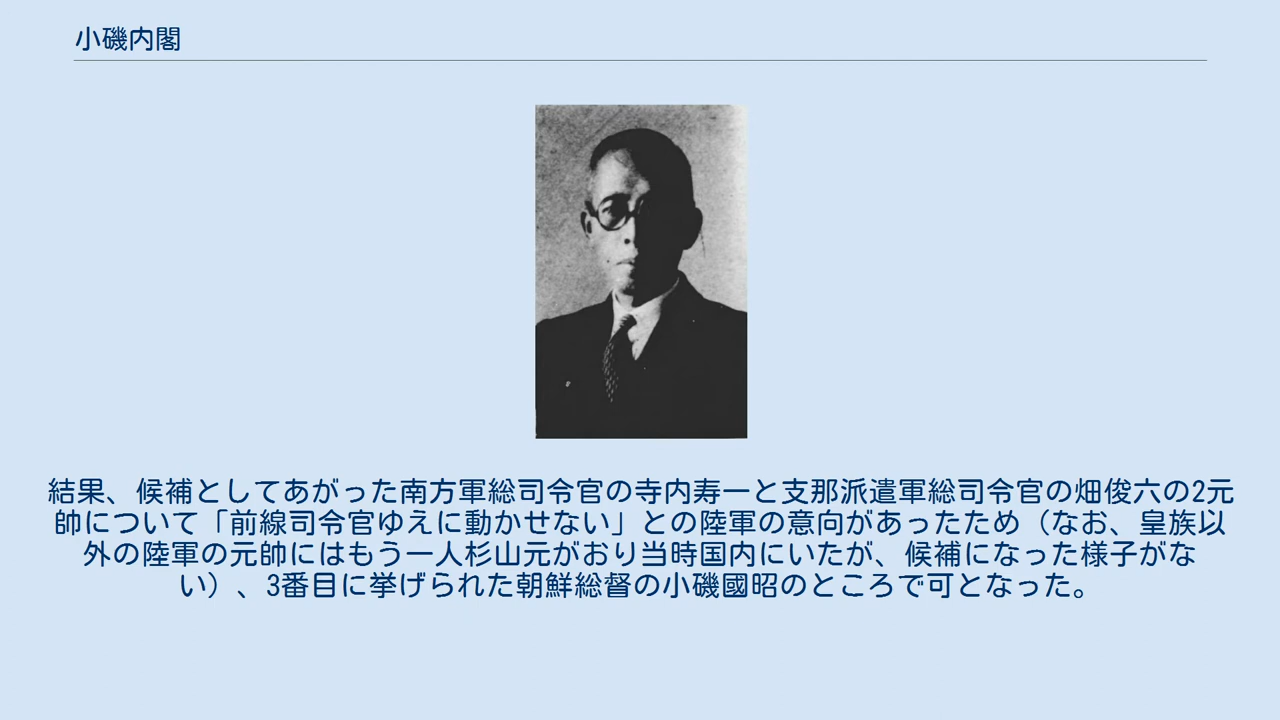 小磯内閣
結果、候補としてあがった南方軍総司令官の寺内寿一と支那派遣軍総司令官の畑俊六の2元
帥について「前線司令官ゆえに動かせない」との陸軍の意向があったため（なお、皇族以
外の陸軍の元帥にはもう一人杉山元がおり当時国内にいたが、候補になった様子がな
い）、3番目に挙げられた朝鮮総督の小磯國昭のところで可となった。